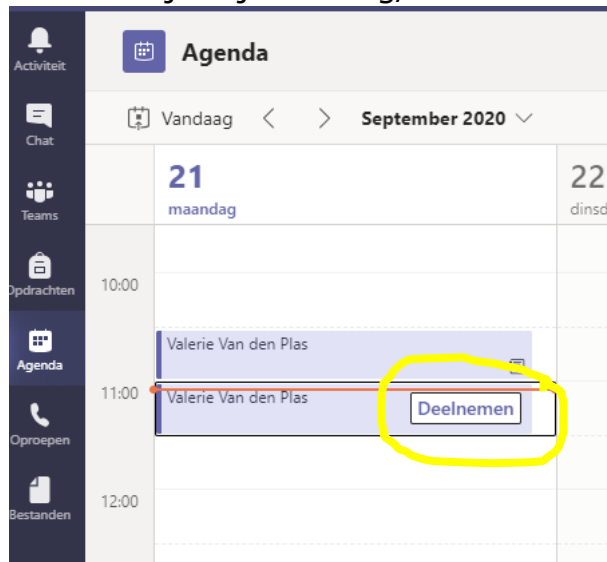 Activiteit
Agenda
Vandaag
September 2020
Chat
21
22
maandag
dinsd
Teams
10:00
Opdrachten
Valerie Van den Plas
Agenda
11:00
Valerie Van den Plas
Deelnemen
Oproepen
12:00
Bestanden